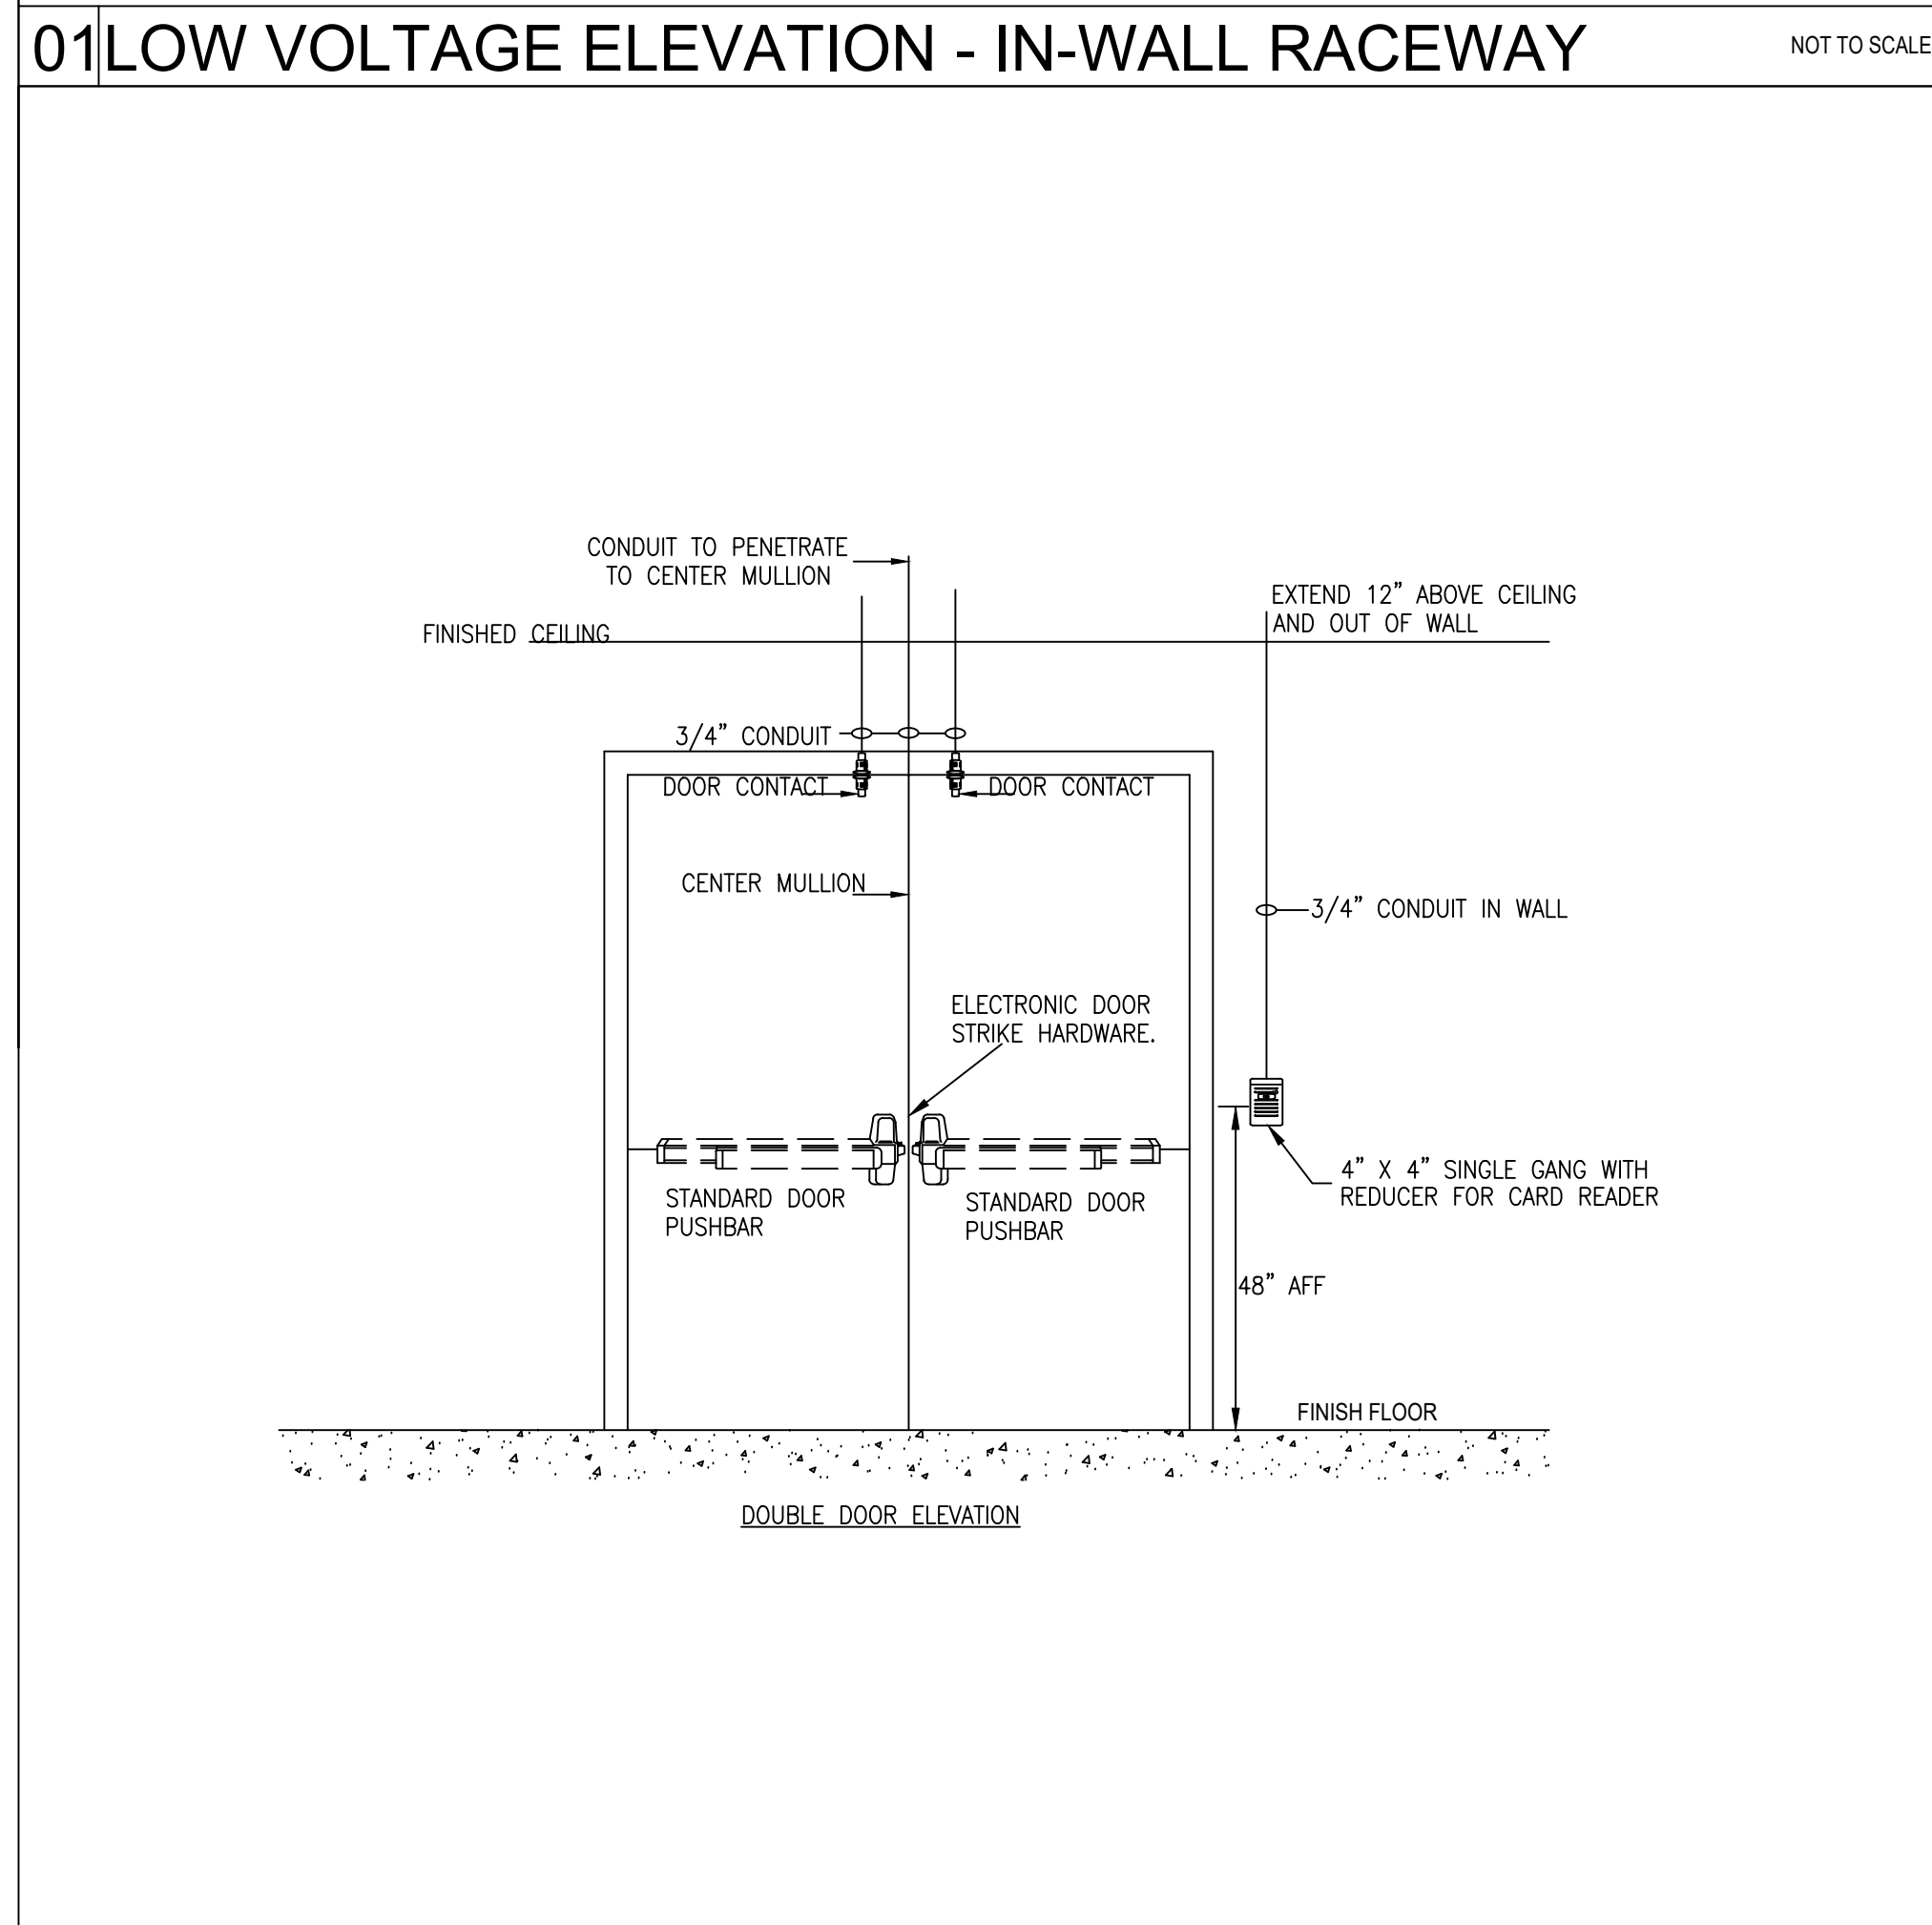 01 LOW VOLTAGE ELEVATION - IN-WALL RACEWAY
NOT TO SCALE
CONDUIT TO PENETRATE
TO CENTER MULLION
EXTEND 12” ABOVE CEILING
AND OUT OF WALL
FINISHED CEILING
3/4” CONDUIT
DOOR CONTACT
DOOR CONTACT
CENTER MULLION
3/4” CONDUIT IN WALL
ELECTRONIC DOOR
STRIKE HARDWARE.
4” X 4” SINGLE GANG WITH
REDUCER FOR CARD READER
STANDARD DOOR
PUSHBAR
STANDARD DOOR
PUSHBAR
48” AFF
FINISH FLOOR
DOUBLE DOOR ELEVATION